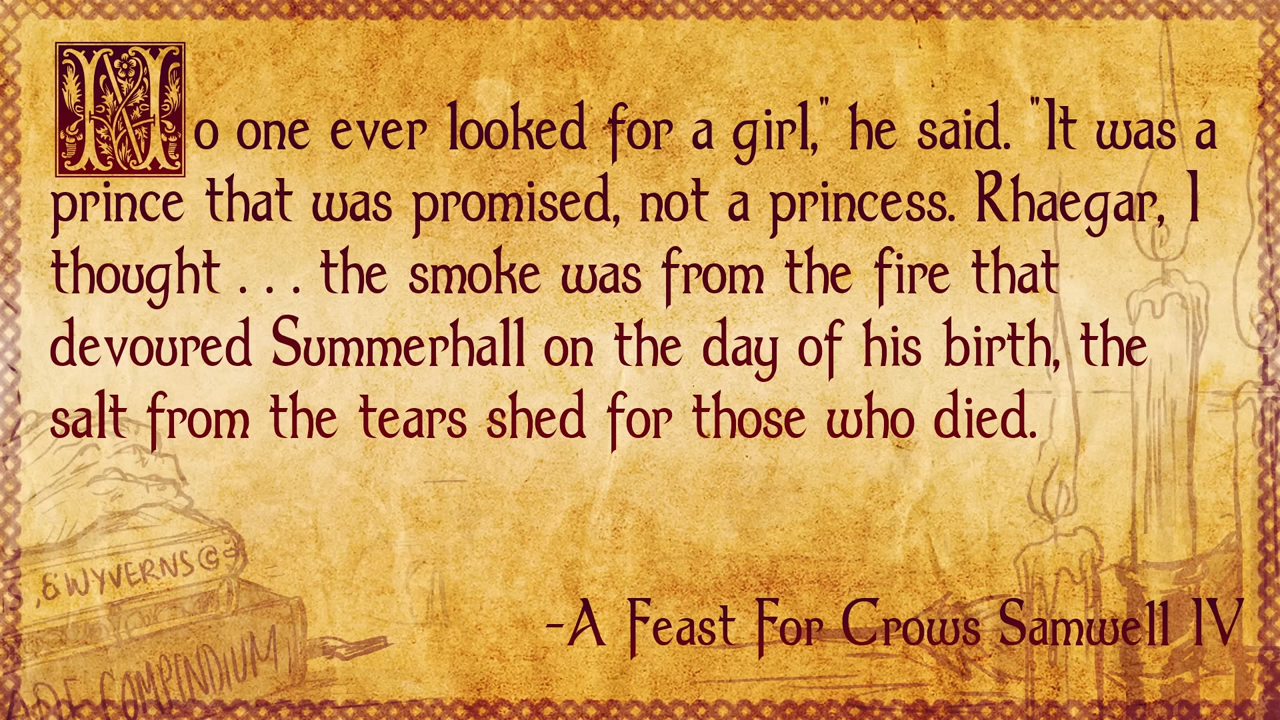 No one ever looked for a girl," he said. "It was a
prince that was promised, not a princess. Rhaegar, I
thought . . . the smoke was from the fire that
devoured Summerhall on the day of his birth, the
salt from the tears shed for those who died.
, & WYVERNS
COMPENDIUM
-A Feast For Crows Samwell IV